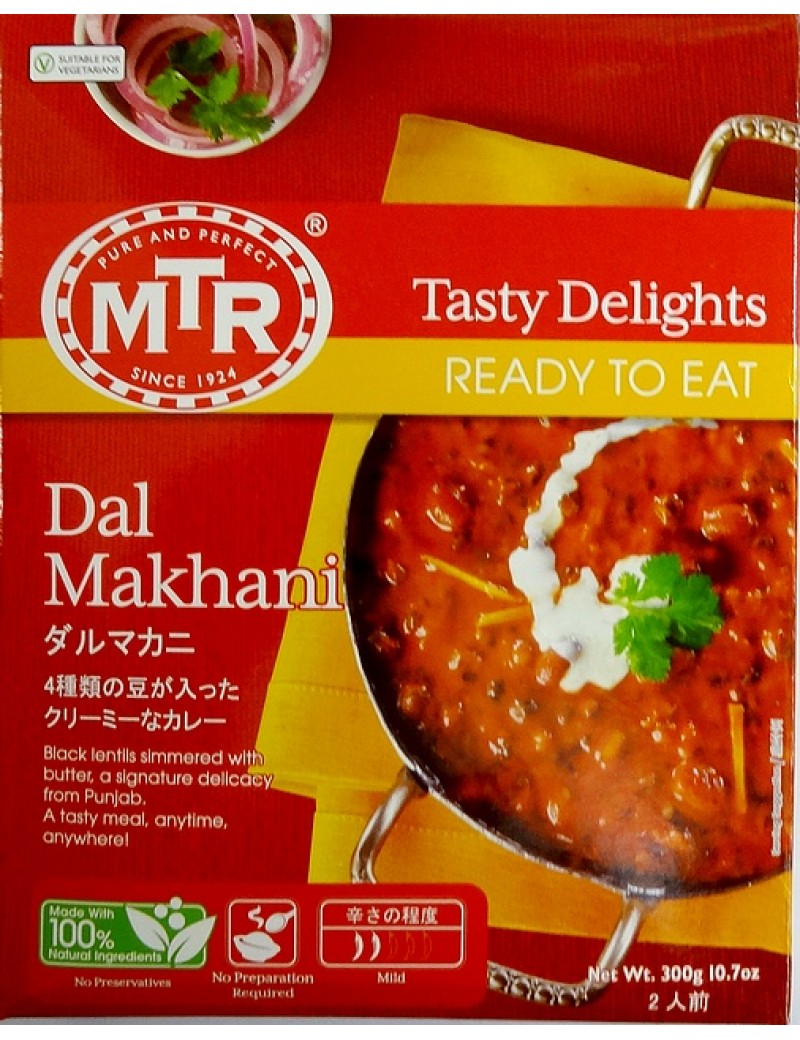 SUITABLE FOR
VEGETARIANS
PURE AND PERFECT
MTR
SINCE 1924
®
Tasty Delights
READY TO EAT
Dal
Makhani
ダルマカニ
4種類の豆が入った
クリーミーなカレー
Black lentils simmered with
butter, a signature delicacy
from Punjab.
A tasty meal, anytime,
anywhere!
Made With
100%
Natural Ingredients
No Preservatives
No Preparation
Required
辛さの程度
Mild
Net Wt. 300g 10.7oz
2人前